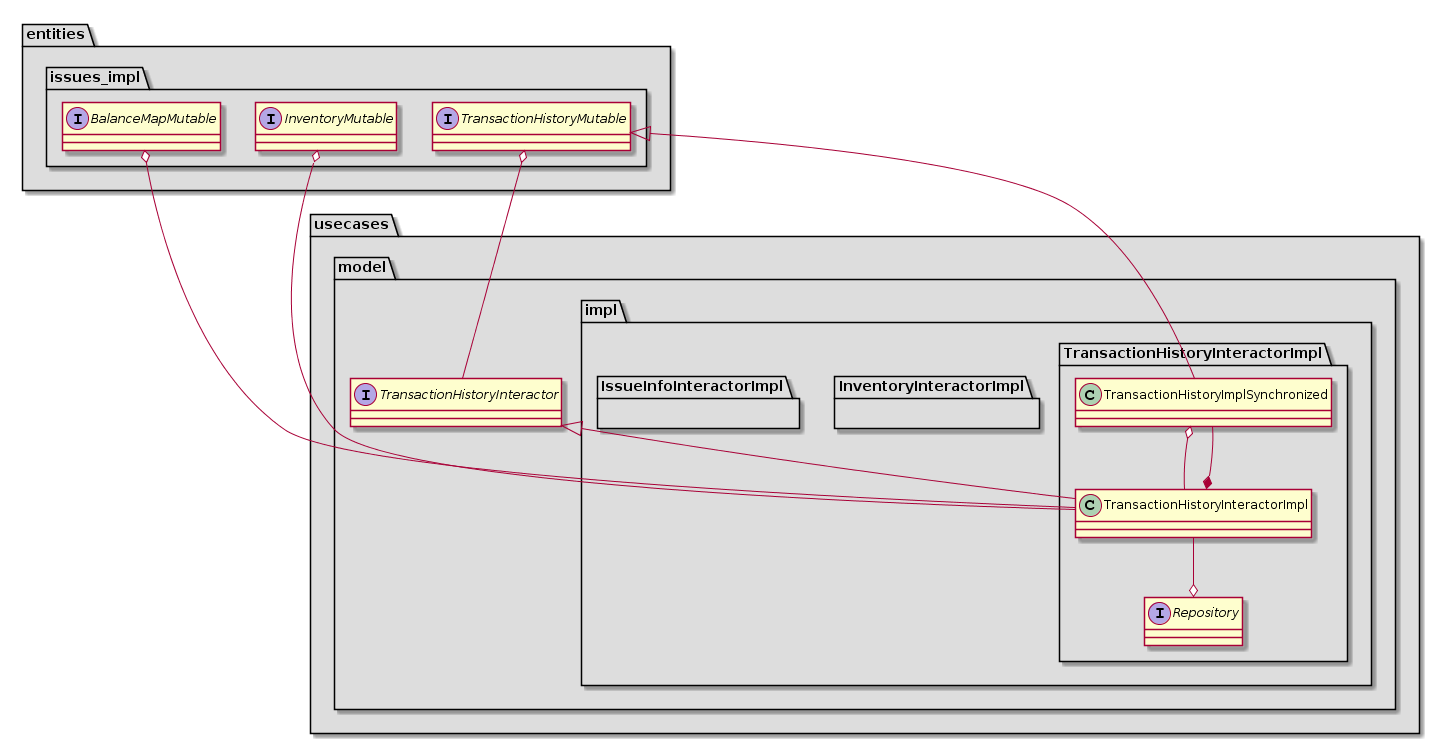 entities
issues_impl
I BalanceMapMutable
I InventoryMutable
I TransactionHistoryMutable
usecases
model
impl
TransactionHistoryInteractorImpl
I TransactionHistoryInteractor
IssueInfoInteractorImpl
InventoryInteractorImpl
C TransactionHistoryImplSynchronized
C TransactionHistoryInteractorImpl
I Repository